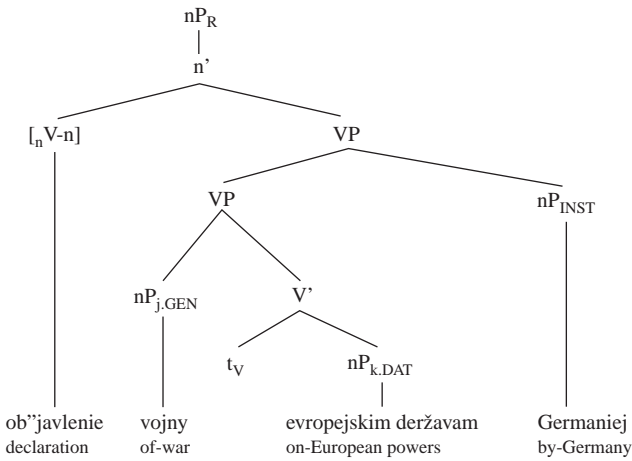 nP_R
n’
[_nV-n] VP
VP nP_INST
nP_j.GEN V’
t_V nP_k.DAT
ob”javlenie vojny evropejskim deržavam Germaniej
declaration of-war on-European powers by-Germany